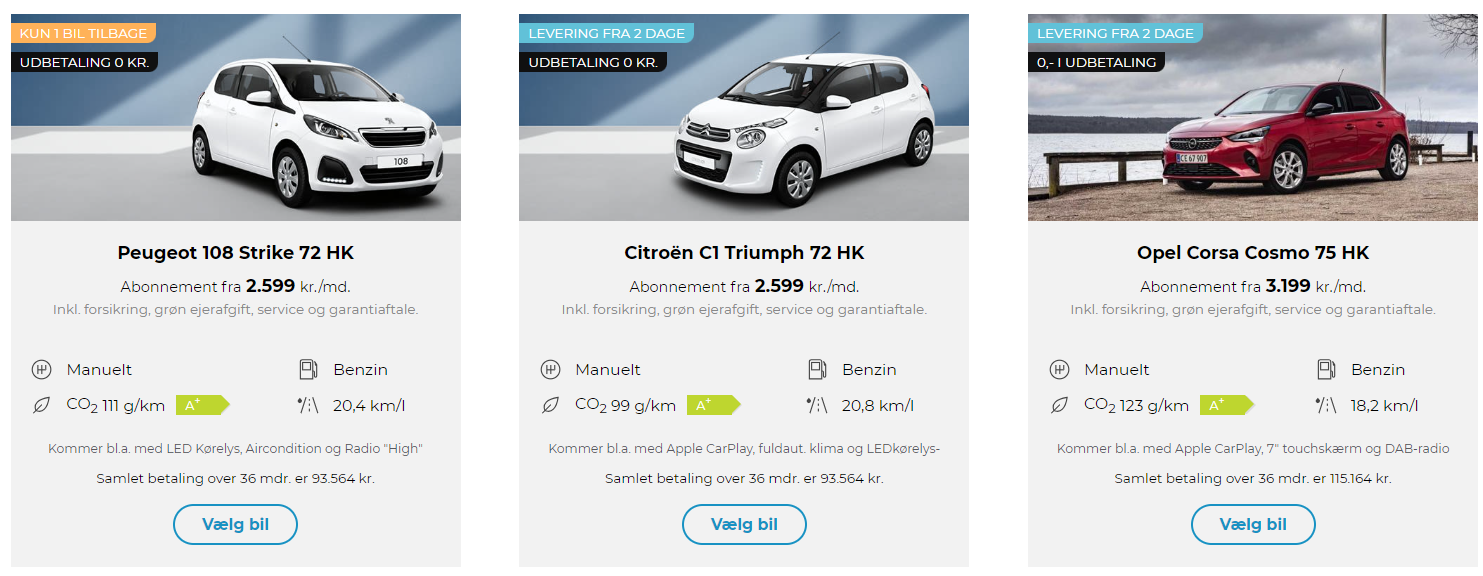 KUN 1 BIL TILBAGE
UDBETALING 0 KR.
108
Peugeot 108 Strike 72 HK
Abonnement fra 2.599 kr./md.
Inkl. forsikring, grøn ejerafgift, service og garantiaftale.
Manuelt
Benzin
CO2 111 g/km A+
20,4 km/l
Kommer bl.a. med LED Kørelys, Aircondition og Radio "High"
Samlet betaling over 36 mdr. er 93.564 kr.
Vælg bil
LEVERING FRA 2 DAGE
UDBETALING 0 KR.
Citroën C1 Triumph 72 HK
Abonnement fra 2.599 kr./md.
Inkl. forsikring, grøn ejerafgift, service og garantiaftale.
Manuelt
Benzin
CO2 99 g/km A+
20,8 km/l
Kommer bl.a. med Apple CarPlay, fuldaut. klima og LEDkørelys-
Samlet betaling over 36 mdr. er 93.564 kr.
Vælg bil
LEVERING FRA 2 DAGE
0,- I UDBETALING
CE 67 907
Opel Corsa Cosmo 75 HK
Abonnement fra 3.199 kr./md.
Inkl. forsikring, grøn ejerafgift, service og garantiaftale.
Manuelt
Benzin
CO2 123 g/km A+
18,2 km/l
Kommer bl.a. med Apple CarPlay, 7" touchskærm og DAB-radio
Samlet betaling over 36 mdr. er 115.164 kr.
Vælg bil